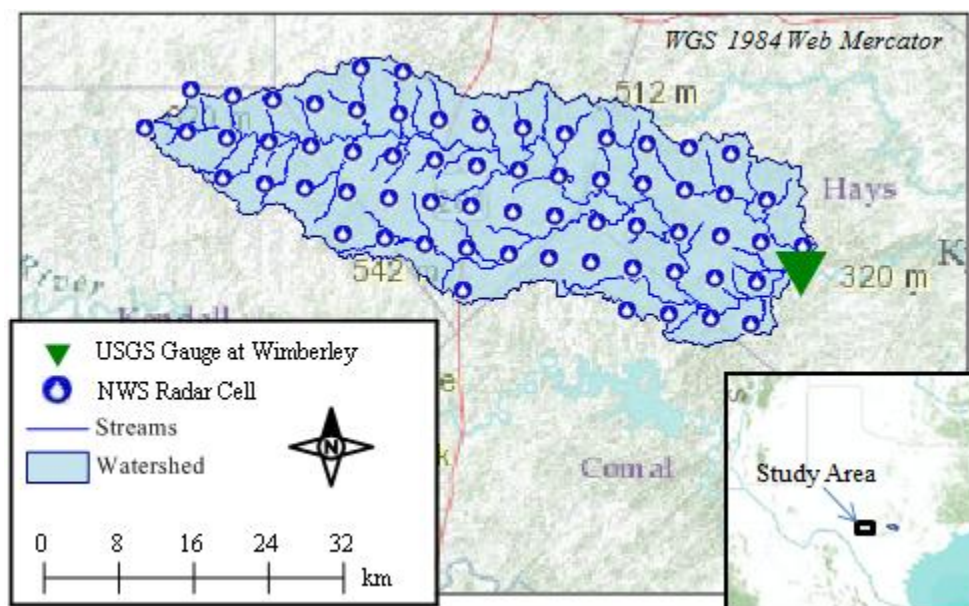 WGS 1984 Web Mercator
512 m
Hays
K
542 m
320 m
River
Kendall
USGS Gauge at Wimberley
NWS Radar Cell
N
Streams
Watershed
Comal
Study Area
0 8 16 24 32
km